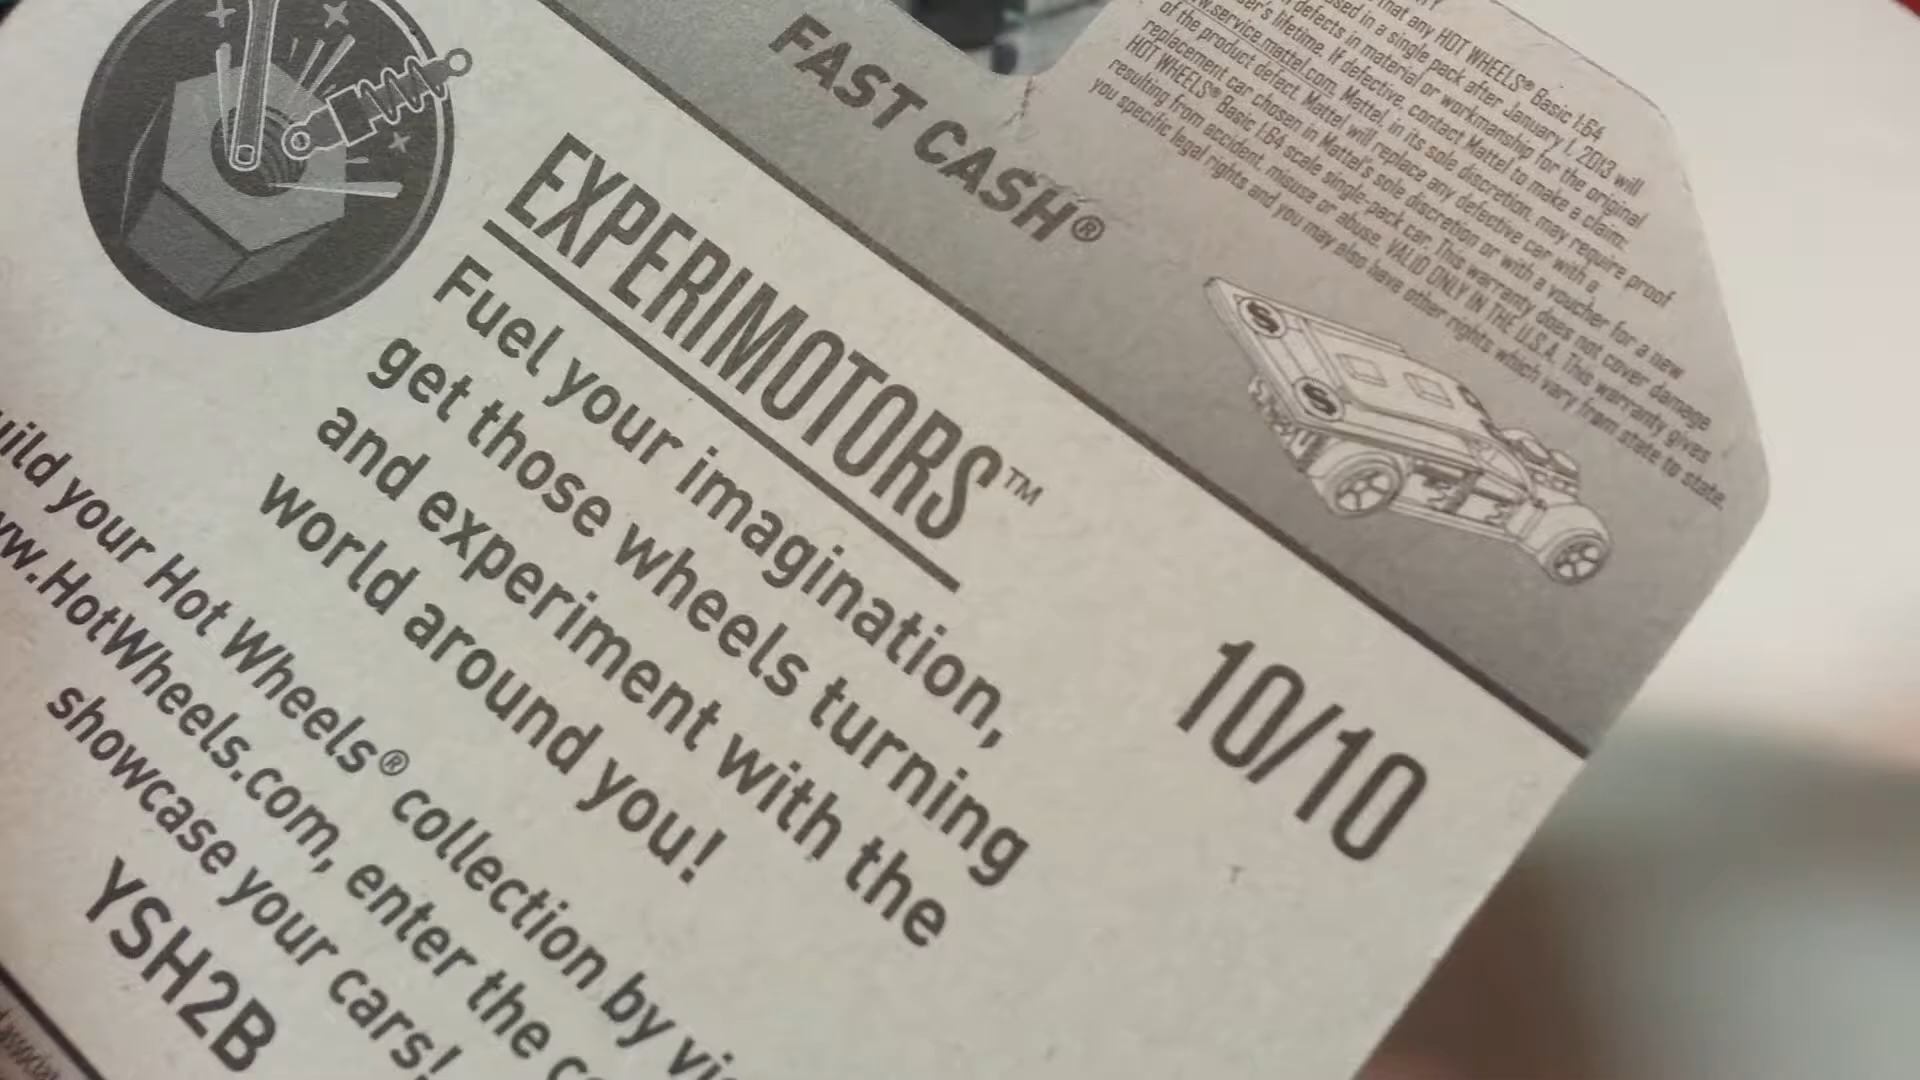 FAST CASH®
that any HOT WHEELS® Basic 1:64
used in a single pack after January 1, 2013 will
defects in material or workmanship for the original
user's lifetime. If defective, contact Mattel to make a claim:
www.service.mattel.com. Mattel, in its sole discretion, may require proof
of the product defect. Mattel will replace any defective car with a
replacement car chosen in Mattel's sole discretion or with a voucher for a new
HOT WHEELS® Basic 1:64 scale single-pack car. This warranty does not cover damage
resulting from accident, misuse or abuse. VALID ONLY IN THE U.S.A. This warranty gives
you specific legal rights and you may also have other rights which vary from state to state.
EXPERIMOTORS™
Fuel your imagination,
get those wheels turning
and experiment with the
world around you!
10/10
your Hot Wheels® collection by
www.HotWheels.com, enter the
showcase your cars!
YSH2B